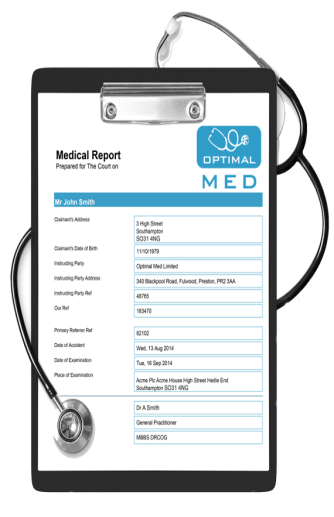 OPTIMAL
MED
Medical Report
Prepared for The Court on
Mr John Smith
Claimant's Address
3 High Street
Southampton
SO31 4NG
Claimant's Date of Birth
11/10/1979
Instructing Party
Optimal Med Limited
Instructing Party Address
340 Blackpool Road, Fulwood, Preston, PR2 3AA
Instructing Party Ref
48765
Our Ref
183470
Primary Referrer Ref
82102
Date of Accident
Wed, 13 Aug 2014
Date of Examination
Tue, 16 Sep 2014
Place of Examination
Acme Plc Acme House High Street Hedle End
Southampton SO31 4NG
Dr A Smith
General Practitioner
MBBS DRCOG